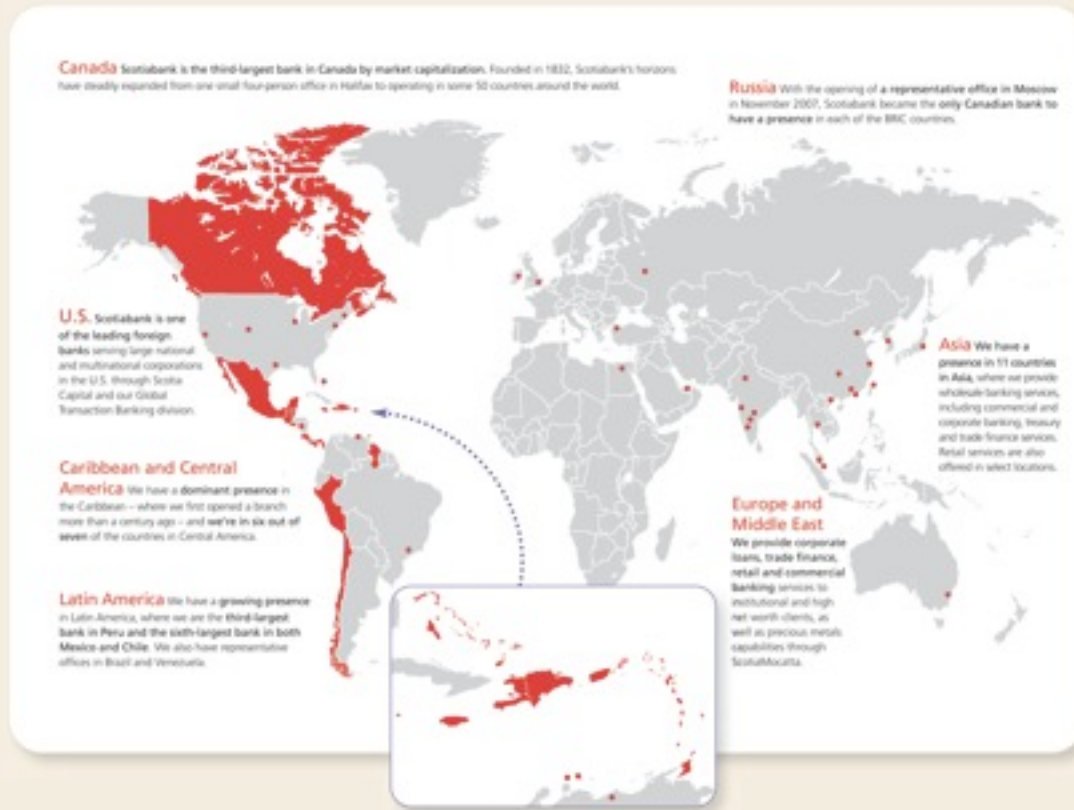 Canada Scotiabank is the third-largest bank in Canada by market capitalization. Founded in 1832, Scotiabank's horizons
have steadily expanded from one small four-person office in Halifax to operating in some 50 countries around the world.
Russia With the opening of a representative office in Moscow
in November 2007, Scotiabank became the only Canadian bank to
have a presence in each of the BRIC countries.
U.S. Scotiabank is one
of the leading foreign
banks serving large national
and multinational corporations
in the U.S. through Scotia
Capital and our Global
Transaction Banking division.
Asia We have a
presence in 11 countries
in Asia, where we provide
wholesale banking services,
including commercial and
corporate banking, treasury
and trade finance services.
Retail services are also
offered in select locations.
Caribbean and Central
America We have a dominant presence in
the Caribbean – where we first opened a branch
more than a century ago – and we're in six out of
seven of the countries in Central America.
Europe and
Middle East
We provide corporate
loans, trade finance,
retail and commercial
banking services to
institutional and high
net worth clients, as
well as precious metals
capabilities through
ScotiaMocatta.
Latin America We have a growing presence
in Latin America, where we are the third-largest
bank in Peru and the sixth-largest bank in both
Mexico and Chile. We also have representative
offices in Brazil and Venezuela.